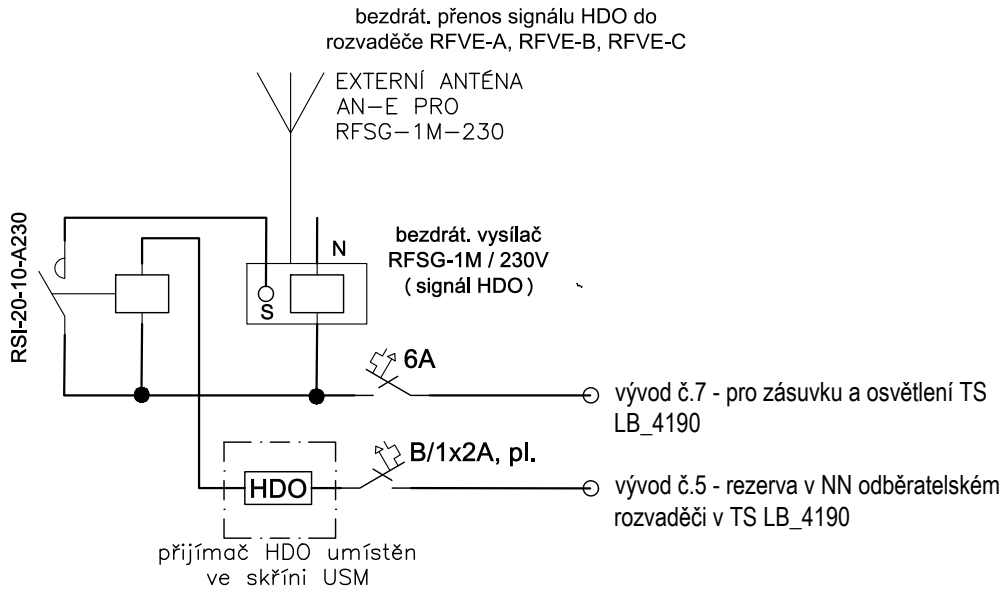 bezdrát. přenos signálu HDO do
rozvaděče RFVE-A, RFVE-B, RFVE-C
EXTERNÍ ANTÉNA
AN-E PRO
RFSG-1M-230
RSI-20-10-A230
N
S
bezdrát. vysílač
RFSG-1M / 230V
( signál HDO )
6A
vývod č.7 - pro zásuvku a osvětlení TS
LB_4190
B/1x2A, pl.
HDO
vývod č.5 - rezerva v NN odběratelském
rozvaděči v TS LB_4190
přijímač HDO umístěn
ve skříni USM